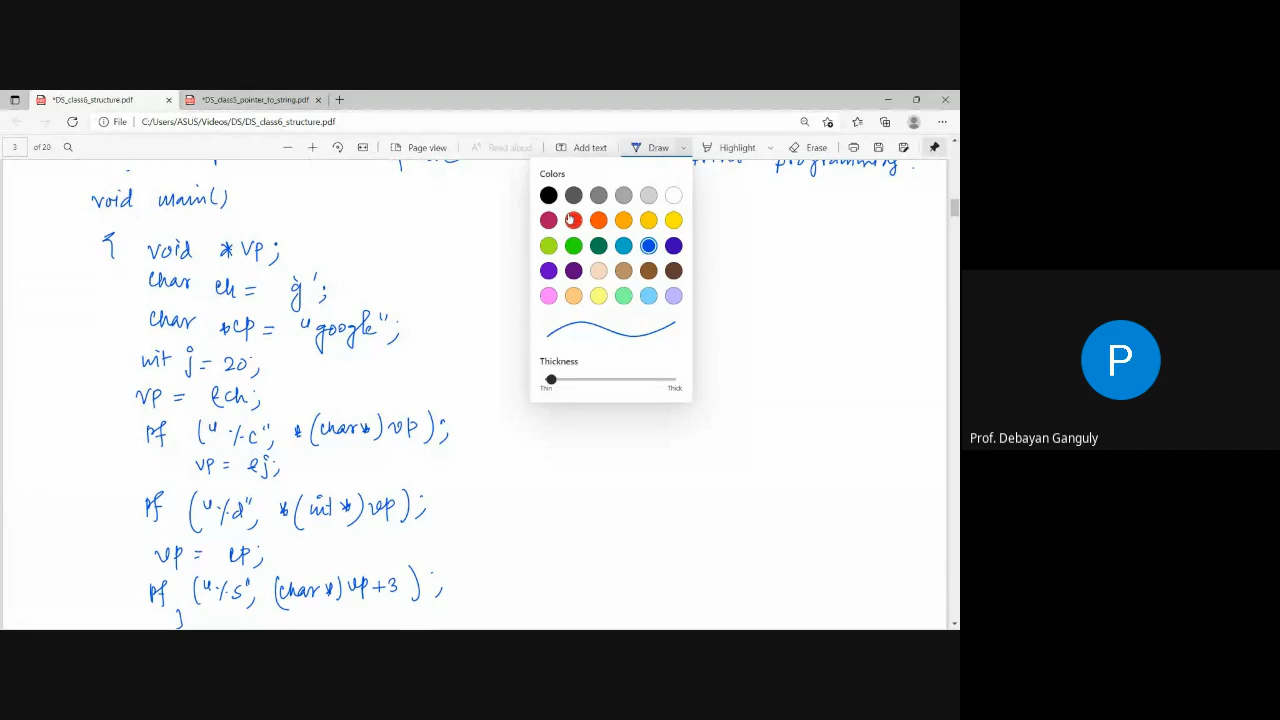 *DS_class6_structure.pdf
*DS_class5_pointer_to_string.pdf
File C:/Users/ASUS/Videos/DS/DS_class6_structure.pdf
3 of 20 Page view Read aloud Add text Draw Highlight Erase
programming.
void main()
{ void *vp;
char ch = 'g';
char *cp = "google";
int j = 20;
vp = &ch;
pf ("%c", *(char*)vp);
vp = &j;
pf ("%d", *(int *)vp);
vp = cp;
pf ("%s", (char*)vp+3);
}
Colors
Thickness
Thin Thick
P
Prof. Debayan Ganguly